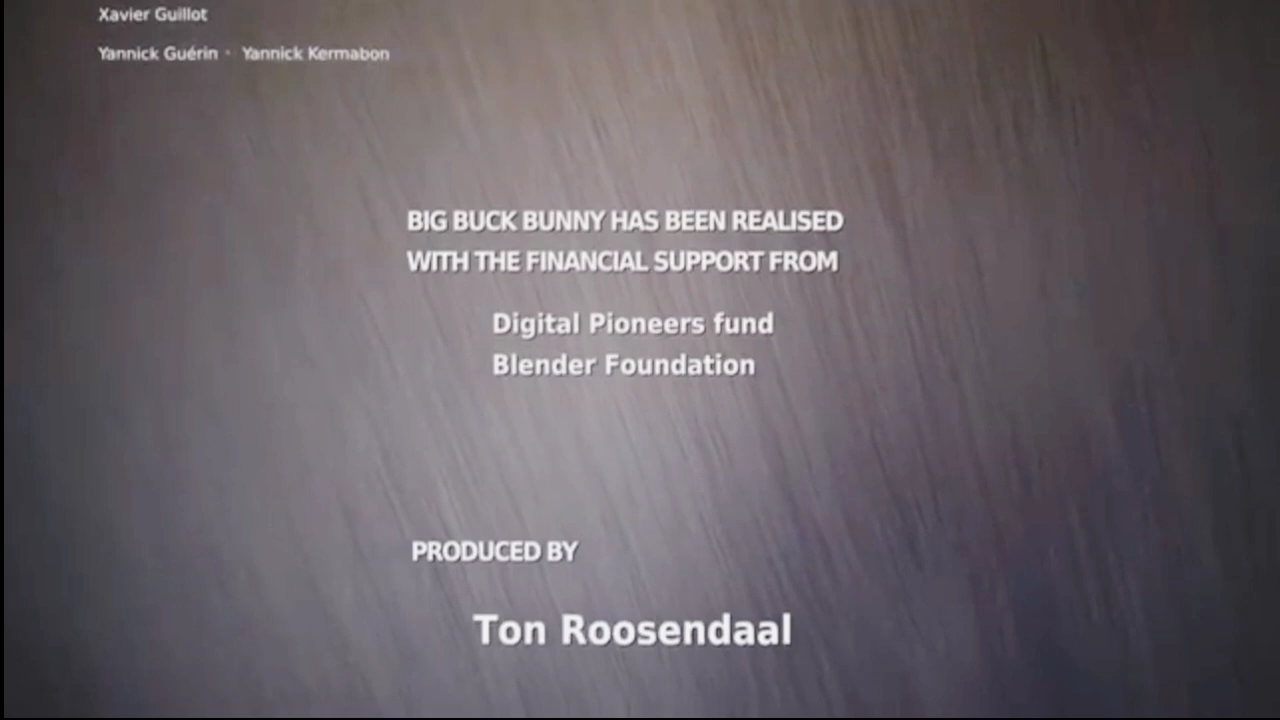 Xavier Guillot
Yannick Guérin • Yannick Kermabon
BIG BUCK BUNNY HAS BEEN REALISED
WITH THE FINANCIAL SUPPORT FROM
Digital Pioneers fund
Blender Foundation
PRODUCED BY
Ton Roosendaal